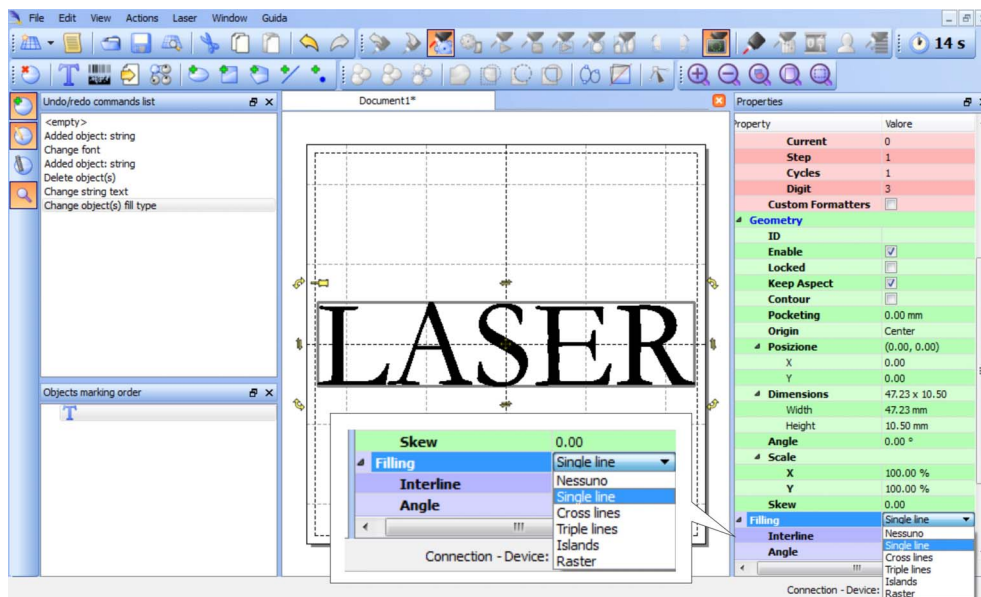 File Edit View Actions Laser Window Guida
14 s
Undo/redo commands list
<empty>
Added object: string
Change font
Added object: string
Delete object(s)
Change string text
Change object(s) fill type
Objects marking order
T
Document1*
LASER
Skew 0.00
Filling Single line
Interline Nessuno
Single line
Angle Cross lines
Triple lines
Islands
Connection - Device: Raster
Properties
Property Valore
Current 0
Step 1
Cycles 1
Digit 3
Custom Formatters
Geometry
ID
Enable
Locked
Keep Aspect
Contour
Pocketing 0.00 mm
Origin Center
Posizione (0.00, 0.00)
X 0.00
Y 0.00
Dimensions 47.23 x 10.50
Width 47.23 mm
Height 10.50 mm
Angle 0.00 °
Scale
X 100.00 %
Y 100.00 %
Skew 0.00
Filling Single line
Interline Nessuno
Single line
Angle Cross lines
Triple lines
Islands
Connection - Device: Raster